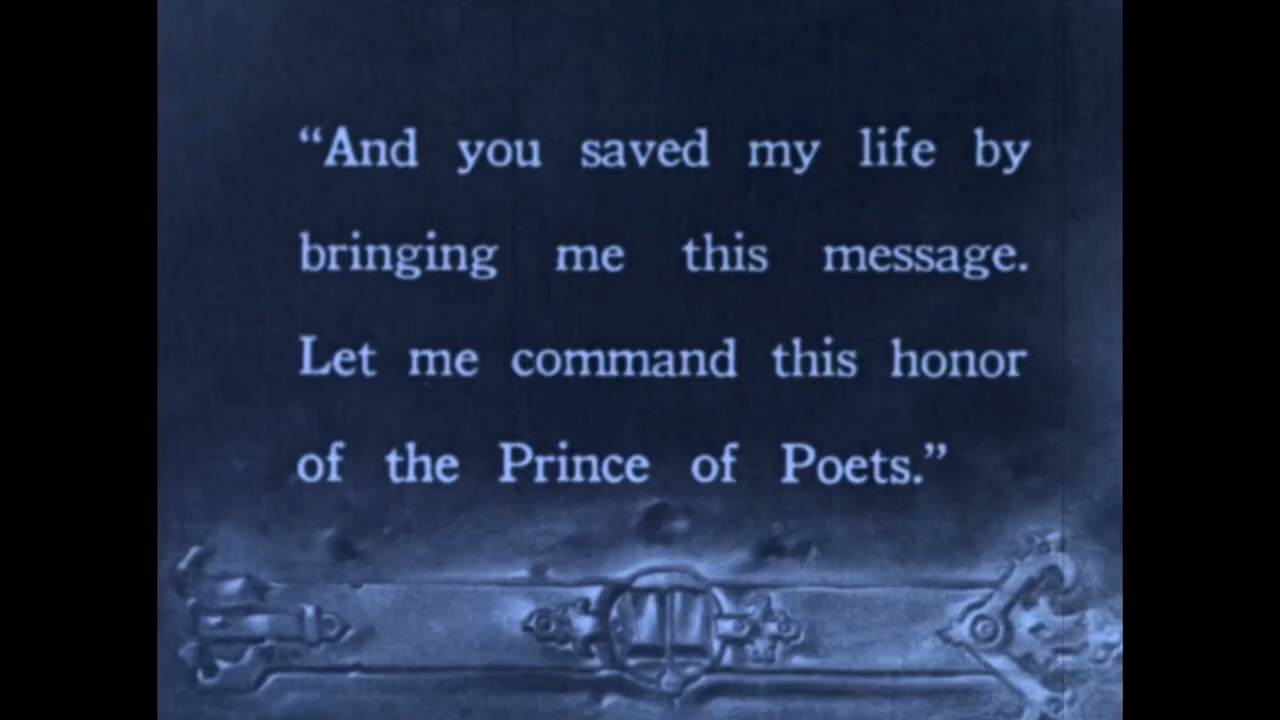 “And you saved my life by
bringing me this message.
Let me command this honor
of the Prince of Poets.”